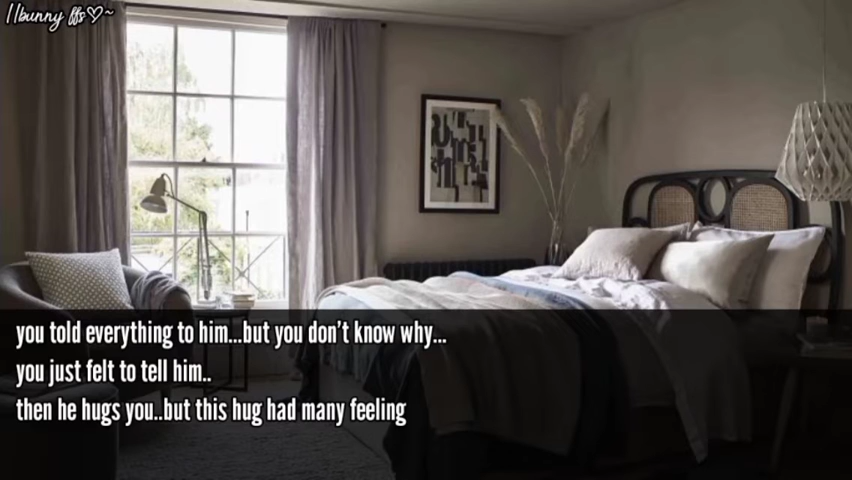 llbunny ffs♡~
you told everything to him...but you don't know why...
you just felt to tell him..
then he hugs you..but this hug had many feeling